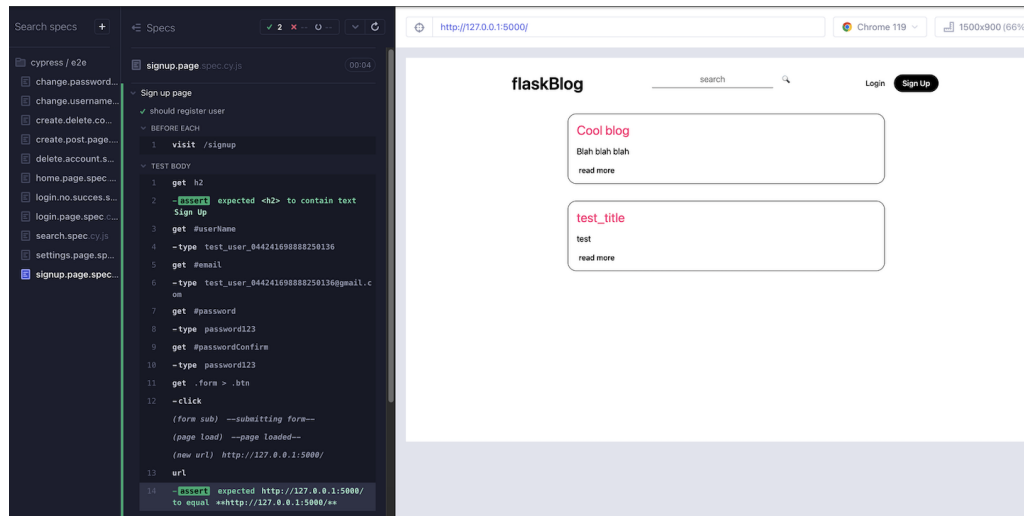 Search specs
+
cypress / e2e
change.password...
change.username...
create.delete.co...
create.post.page....
delete.account.s...
home.page.spec...
login.no.succes.s...
login.page.spec.c...
search.spec.cy.js
settings.page.sp...
signup.page.spec...
Specs
2
--
--
signup.page.spec.cy.js
00:04
Sign up page
should register user
BEFORE EACH
1 visit /signup
TEST BODY
1 get h2
2 -assert expected <h2> to contain text
Sign Up
3 get #userName
4 -type test_user_044241698888250136
5 get #email
6 -type test_user_044241698888250136@gmail.c
om
7 get #password
8 -type password123
9 get #passwordConfirm
10 -type password123
11 get .form > .btn
12 -click
(form sub) --submitting form--
(page load) --page loaded--
(new url) http://127.0.0.1:5000/
13 url
14 -assert expected http://127.0.0.1:5000/
to equal **http://127.0.0.1:5000/**
http://127.0.0.1:5000/
Chrome 119
1500x900 (66%
flaskBlog
search
Login
Sign Up
Cool blog
Blah blah blah
read more
test_title
test
read more